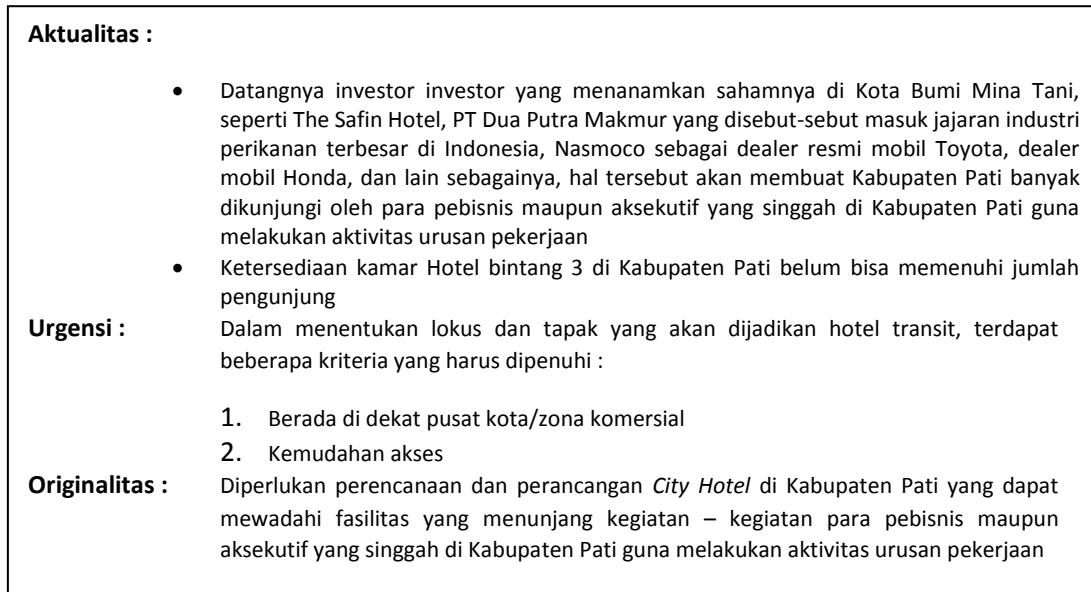 Aktualitas :
• Datangnya investor investor yang menanamkan sahamnya di Kota Bumi Mina Tani,
seperti The Safin Hotel, PT Dua Putra Makmur yang disebut-sebut masuk jajaran industri
perikanan terbesar di Indonesia, Nasmoco sebagai dealer resmi mobil Toyota, dealer
mobil Honda, dan lain sebagainya, hal tersebut akan membuat Kabupaten Pati banyak
dikunjungi oleh para pebisnis maupun aksekutif yang singgah di Kabupaten Pati guna
melakukan aktivitas urusan pekerjaan
• Ketersediaan kamar Hotel bintang 3 di Kabupaten Pati belum bisa memenuhi jumlah
pengunjung
Urgensi : Dalam menentukan lokus dan tapak yang akan dijadikan hotel transit, terdapat
beberapa kriteria yang harus dipenuhi :
1. Berada di dekat pusat kota/zona komersial
2. Kemudahan akses
Originalitas : Diperlukan perencanaan dan perancangan City Hotel di Kabupaten Pati yang dapat
mewadahi fasilitas yang menunjang kegiatan – kegiatan para pebisnis maupun
aksekutif yang singgah di Kabupaten Pati guna melakukan aktivitas urusan pekerjaan